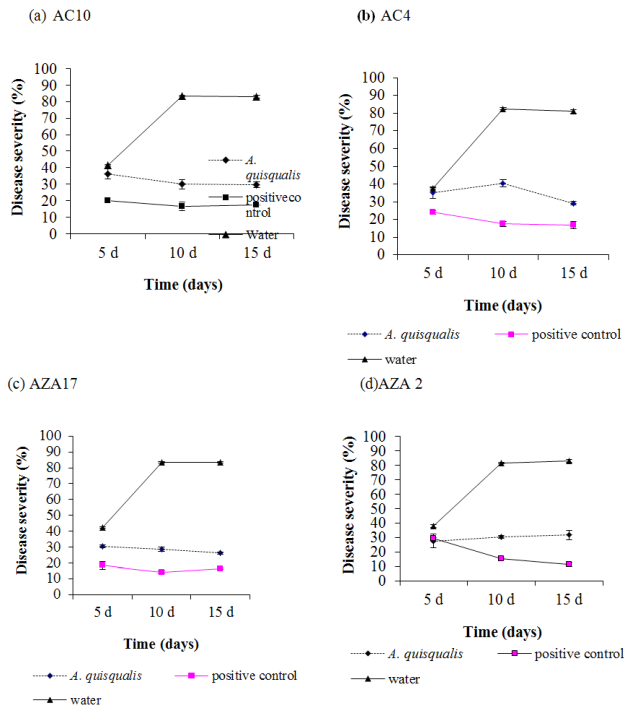 (a) AC10
Disease severity (%)
100
90
80
70
60
50
40
30
20
10
0
5 d 10 d 15 d
Time (days)
A.
quisqualis
positiveco
ntrol
Water
(b) AC4
Disease severity (%)
100
90
80
70
60
50
40
30
20
10
0
5 d 10 d 15 d
Time (days)
A. quisqualis positive control
water
(c) AZA17
Disease severity (%)
100
90
80
70
60
50
40
30
20
10
0
5 d 10 d 15 d
Time (days)
A. quisqualis positive control
water
(d)AZA 2
Disease severity (%)
100
90
80
70
60
50
40
30
20
10
0
5 d 10 d 15 d
Time (days)
A. quisqualis positive control
water